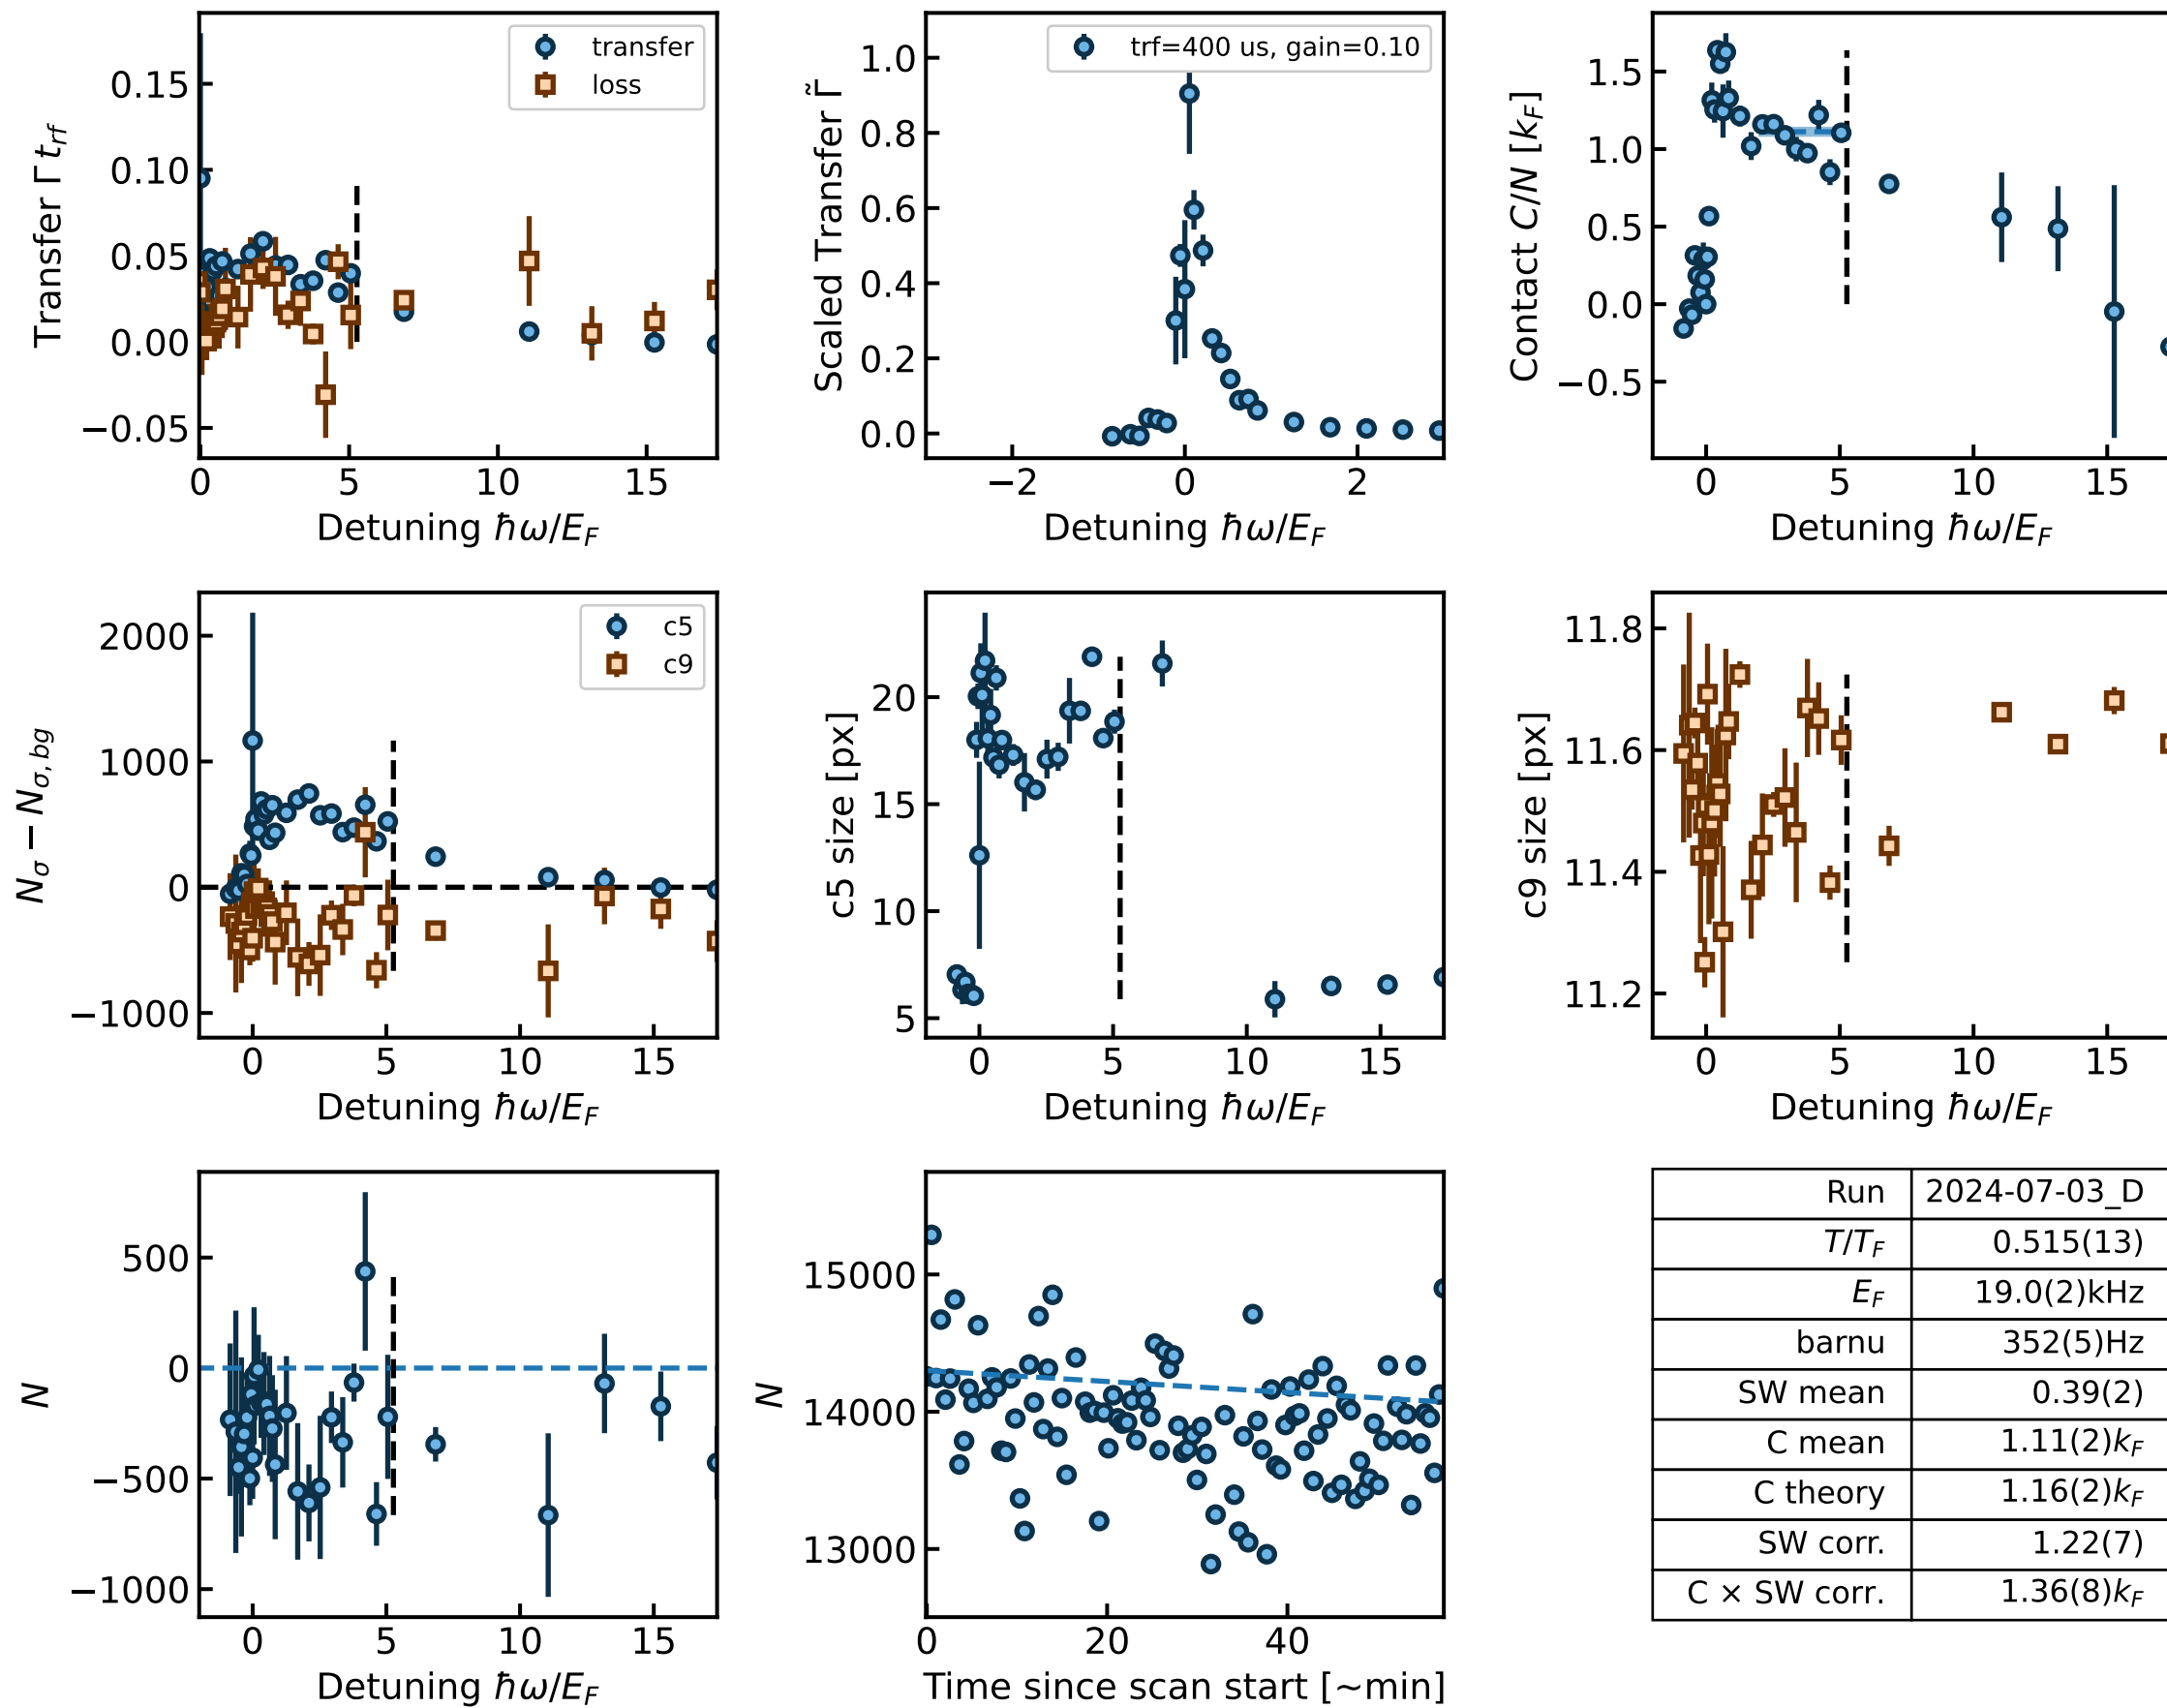 transfer
loss
Transfer Γ t_rf
0.15
0.10
0.05
0.00
−0.05
0
5
10
15
Detuning ħω/E_F
trf=400 us, gain=0.10
Scaled Transfer Γ̃
1.0
0.8
0.6
0.4
0.2
0.0
−2
0
2
Detuning ħω/E_F
Contact C/N [k_F]
1.5
1.0
0.5
0.0
−0.5
0
5
10
15
Detuning ħω/E_F
c5
c9
N_σ − N_σ,bg
2000
1000
0
−1000
0
5
10
15
Detuning ħω/E_F
c5 size [px]
20
15
10
5
0
5
10
15
Detuning ħω/E_F
c9 size [px]
11.8
11.6
11.4
11.2
0
5
10
15
Detuning ħω/E_F
N
500
0
−500
−1000
0
5
10
15
Detuning ħω/E_F
N
15000
14000
13000
0
20
40
Time since scan start [~min]
Run 2024-07-03_D
T/T_F 0.515(13)
E_F 19.0(2)kHz
barnu 352(5)Hz
SW mean 0.39(2)
C mean 1.11(2)k_F
C theory 1.16(2)k_F
SW corr. 1.22(7)
C × SW corr. 1.36(8)k_F